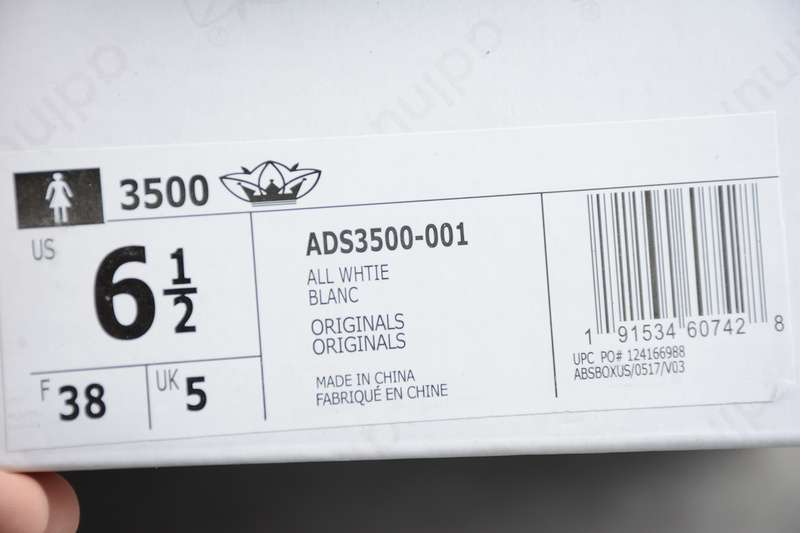 3500
US
6 1/2
F 38
UK 5
ADS3500-001
ALL WHTIE
BLANC
ORIGINALS
ORIGINALS
MADE IN CHINA
FABRIQUÉ EN CHINE
1 91534 60742 8
UPC PO# 124166988
ABSBOXUS/0517/V03